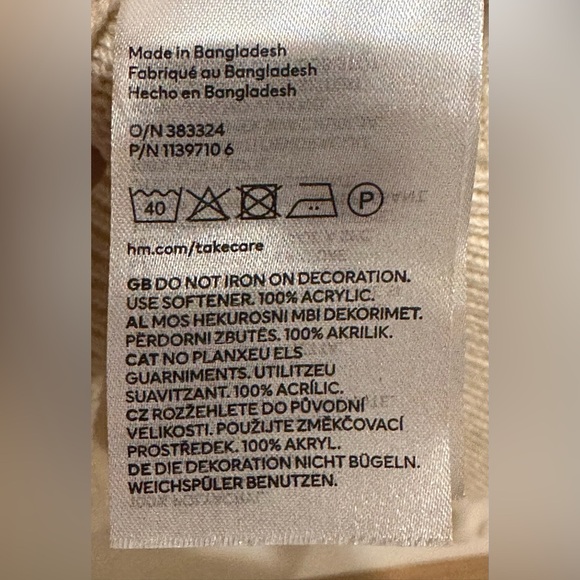 Made in Bangladesh
Fabriqué au Bangladesh
Hecho en Bangladesh
O/N 383324
P/N 1139710 6
40 P
hm.com/takecare
GB DO NOT IRON ON DECORATION.
USE SOFTENER. 100% ACRYLIC.
AL MOS HEKUROSNI MBI DEKORIMET.
PËRDORNI ZBUTËS. 100% AKRILIK.
CAT NO PLANXEU ELS
GUARNIMENTS. UTILITZEU
SUAVITZANT. 100% ACRÍLIC.
CZ ROZŽEHLETE DO PŮVODNÍ
VELIKOSTI. POUŽIJTE ZMĚKČOVACÍ
PROSTŘEDEK. 100% AKRYL.
DE DIE DEKORATION NICHT BÜGELN.
WEICHSPÜLER BENUTZEN.